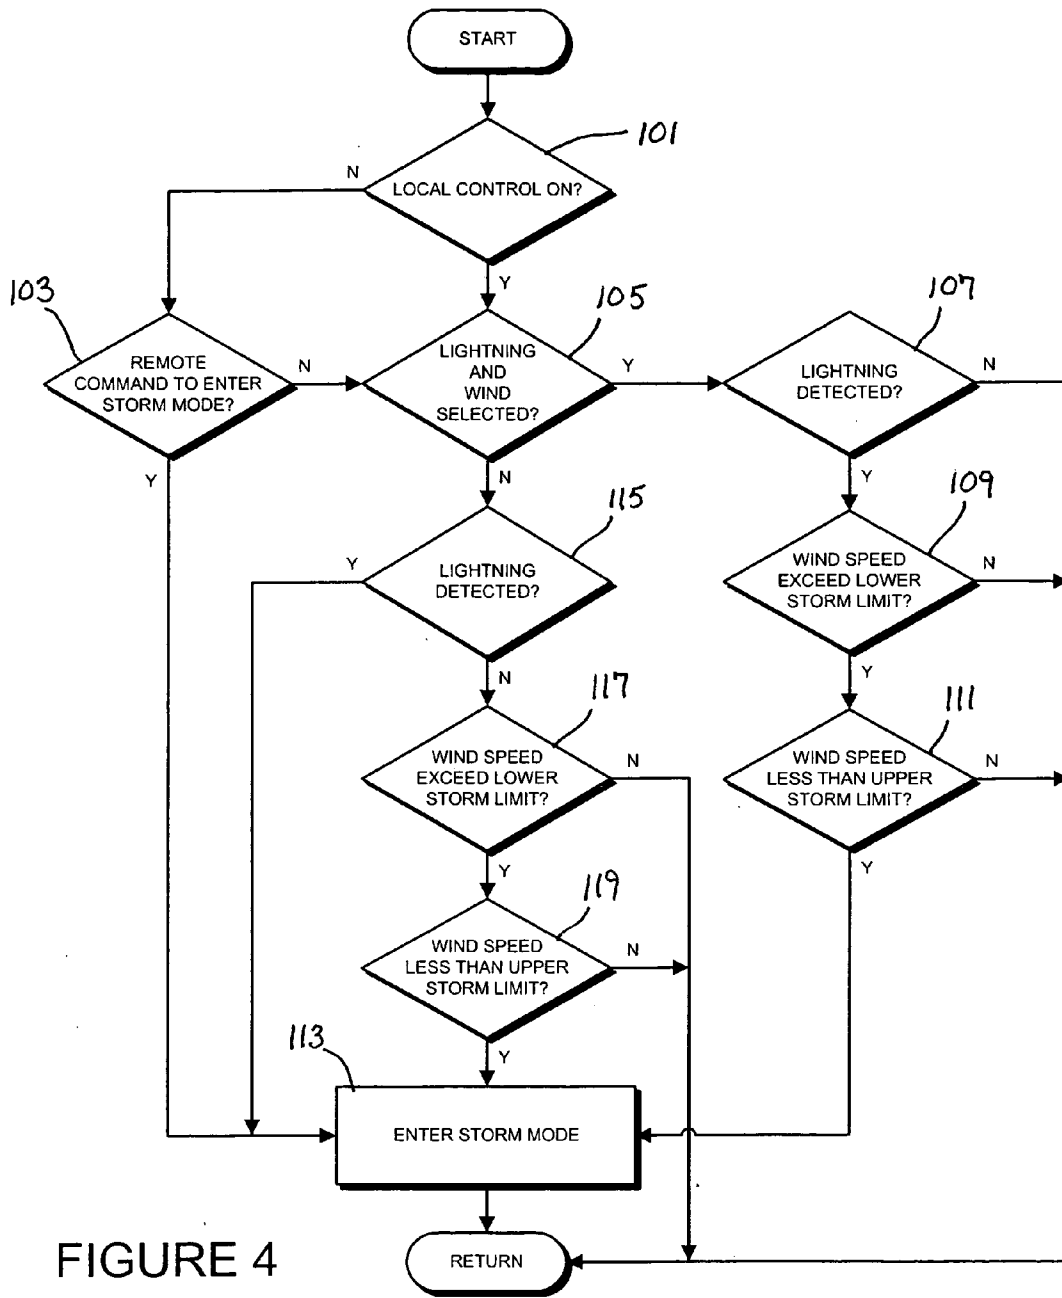 START
101
N
LOCAL CONTROL ON?
Y
103
105
107
REMOTE
COMMAND TO ENTER
STORM MODE?
N
LIGHTNING
AND
WIND
SELECTED?
Y
LIGHTNING
DETECTED?
N
Y
N
Y
115
109
Y
LIGHTNING
DETECTED?
WIND SPEED
EXCEED LOWER
STORM LIMIT?
N
N
Y
117
111
WIND SPEED
EXCEED LOWER
STORM LIMIT?
N
WIND SPEED
LESS THAN UPPER
STORM LIMIT?
N
Y
Y
119
WIND SPEED
LESS THAN UPPER
STORM LIMIT?
N
113
Y
ENTER STORM MODE
FIGURE 4
RETURN